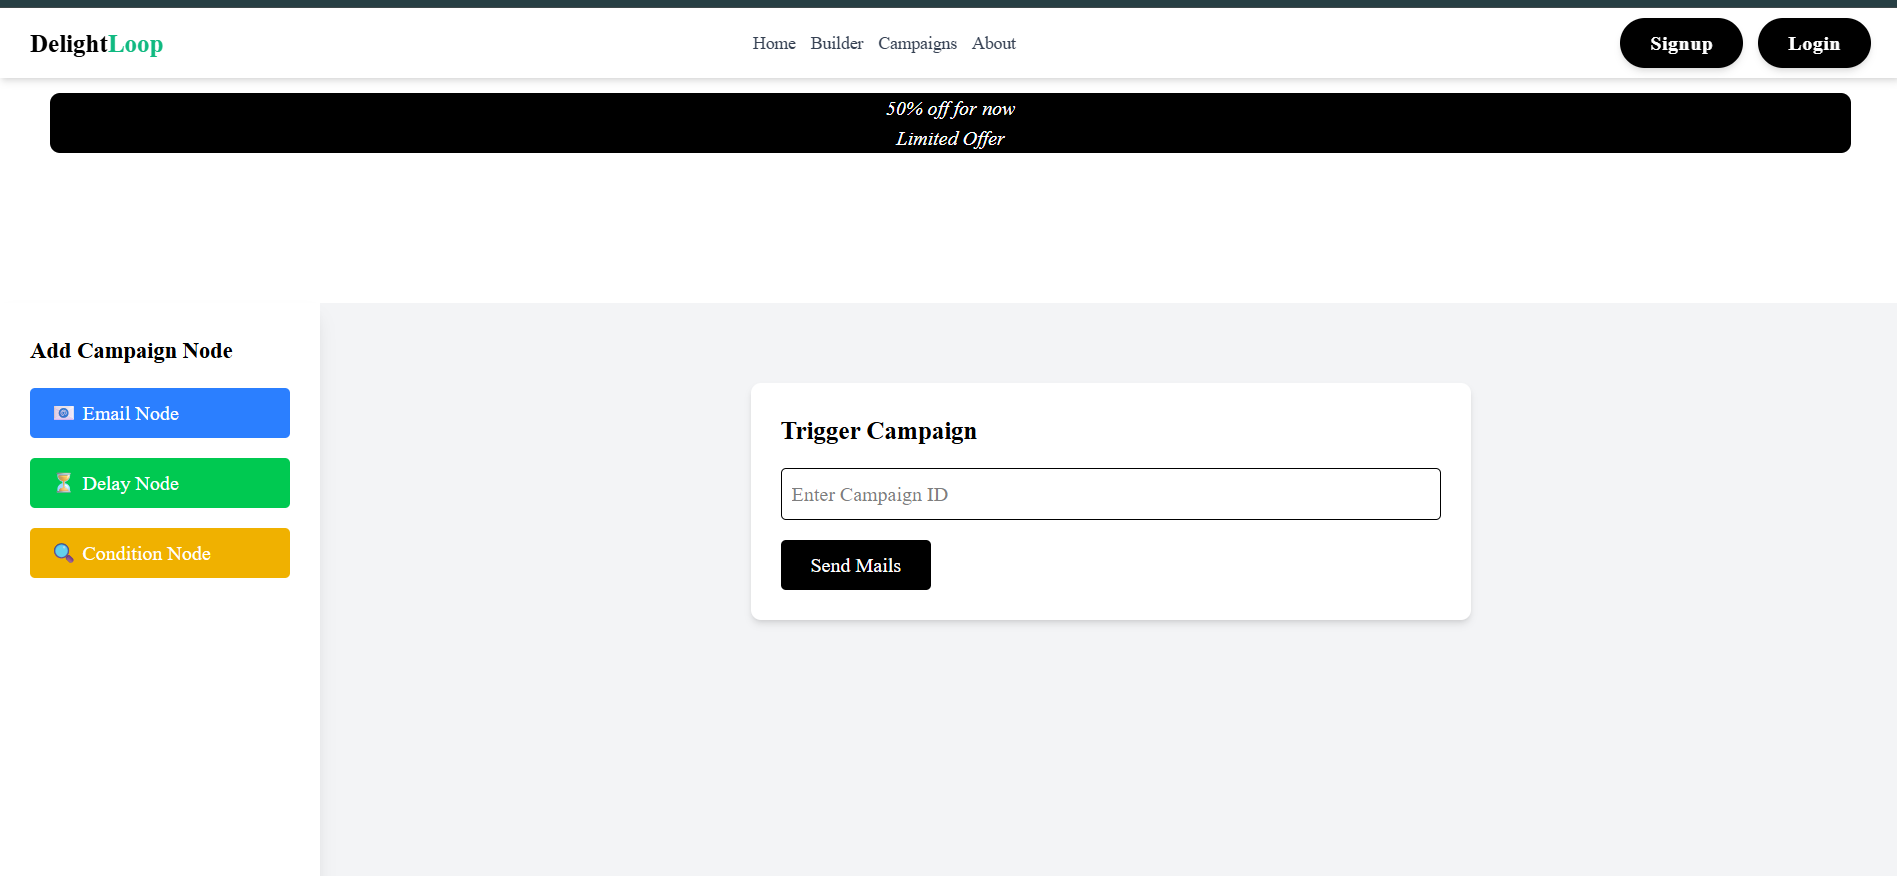 DelightLoop
Home Builder Campaigns About
Signup Login
50% off for now
Limited Offer
Add Campaign Node
📧 Email Node
⏳ Delay Node
🔍 Condition Node
Trigger Campaign
Enter Campaign ID
Send Mails